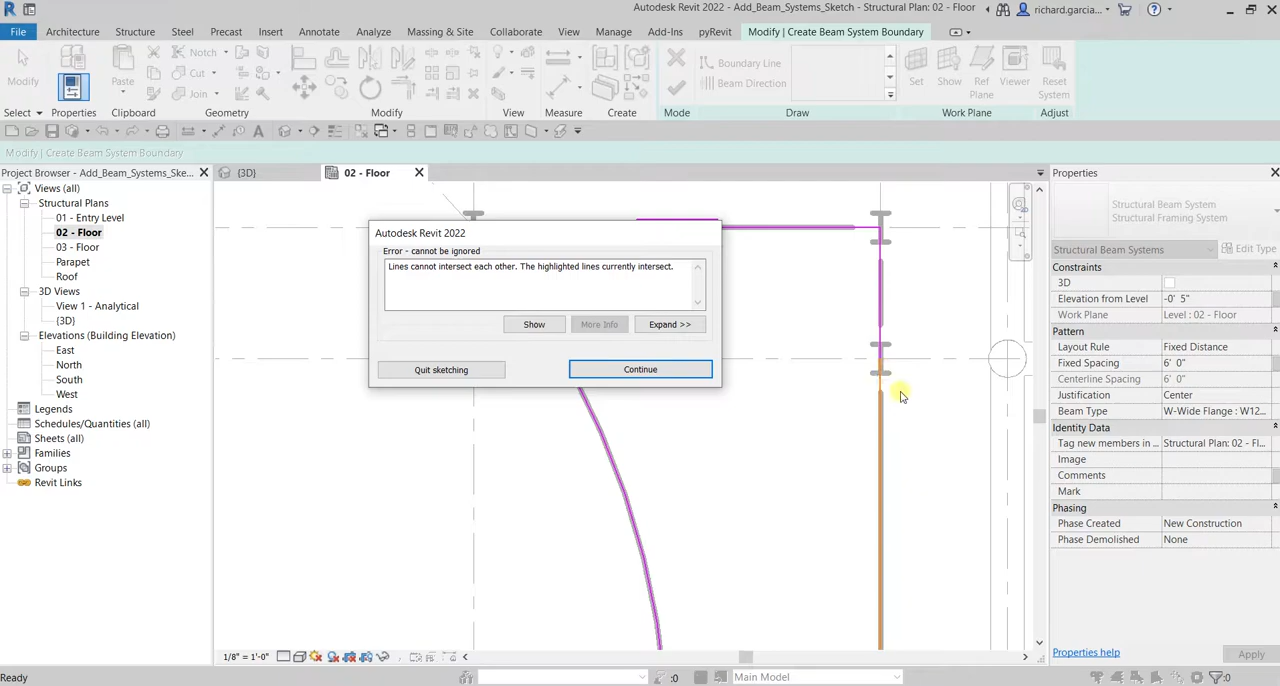 Autodesk Revit 2022 - Add_Beam_Systems_Sketch - Structural Plan: 02 - Floor
richard.garcia...
File Architecture Structure Steel Precast Insert Annotate Analyze Massing & Site Collaborate View Manage Add-Ins pyRevit Modify | Create Beam System Boundary
Modify
Paste
Notch
Cut
Join
Boundary Line
Beam Direction
Set Show Ref Plane Viewer Reset System
Select Properties Clipboard Geometry Modify View Measure Create Mode Draw Work Plane Adjust
Modify | Create Beam System Boundary
Project Browser - Add_Beam_Systems_Ske...
Views (all)
Structural Plans
01 - Entry Level
02 - Floor
03 - Floor
Parapet
Roof
3D Views
View 1 - Analytical
{3D}
Elevations (Building Elevation)
East
North
South
West
Legends
Schedules/Quantities (all)
Sheets (all)
Families
Groups
Revit Links
{3D}
02 - Floor
Autodesk Revit 2022
Error - cannot be ignored
Lines cannot intersect each other. The highlighted lines currently intersect.
Show More Info Expand >>
Quit sketching Continue
Properties
Structural Beam System
Structural Framing System
Structural Beam Systems Edit Type
Constraints
3D
Elevation from Level -0' 5"
Work Plane Level : 02 - Floor
Pattern
Layout Rule Fixed Distance
Fixed Spacing 6' 0"
Centerline Spacing 6' 0"
Justification Center
Beam Type W-Wide Flange : W12...
Identity Data
Tag new members in ... Structural Plan: 02 - Fl...
Image
Comments
Mark
Phasing
Phase Created New Construction
Phase Demolished None
Properties help Apply
1/8" = 1'-0"
Ready
:0
Main Model
:0